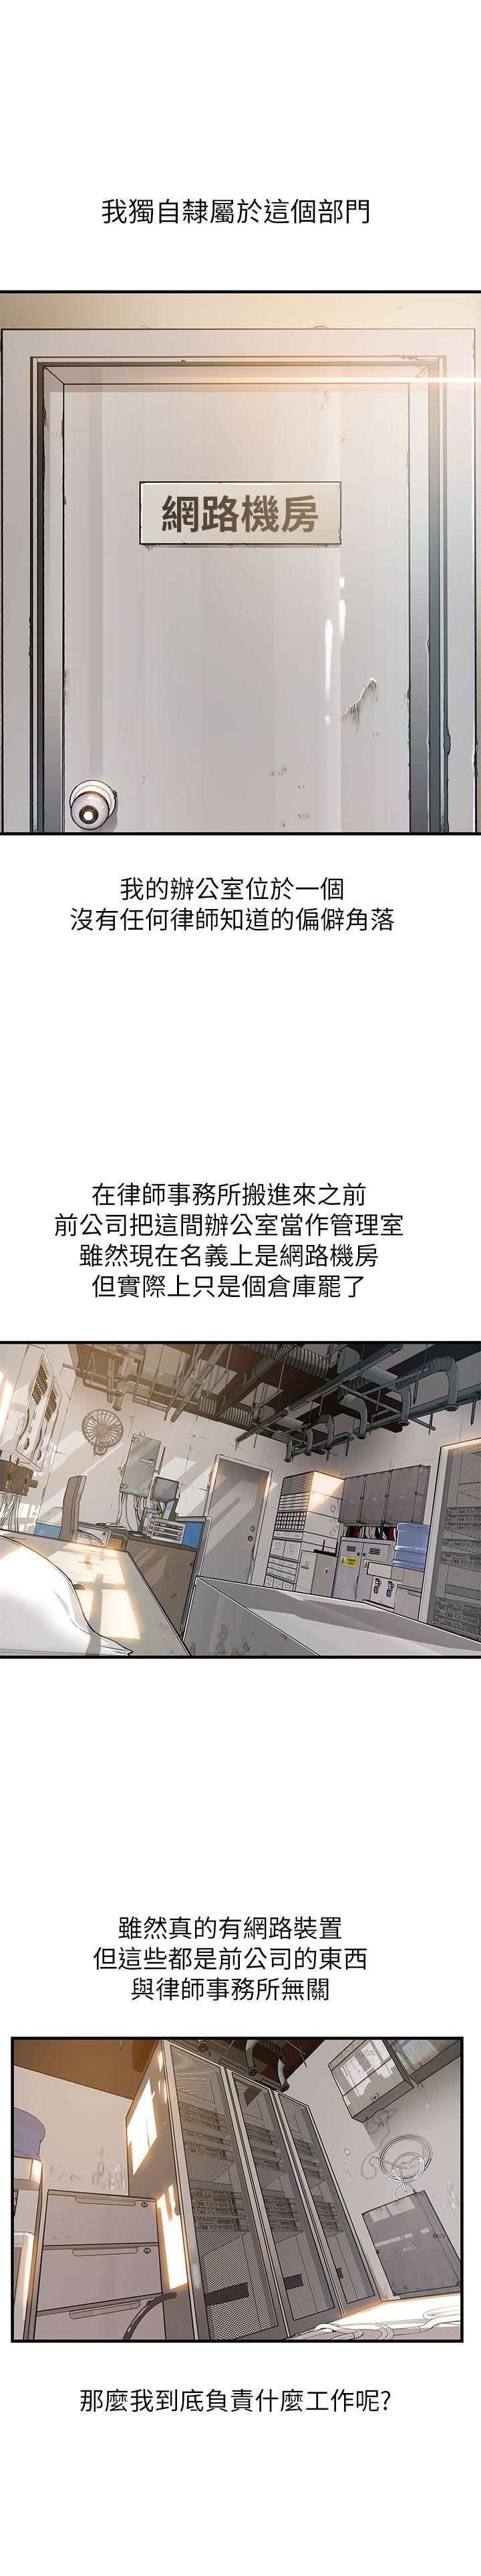 我獨自隸屬於這個部門
網路機房
我的辦公室位於一個
沒有任何律師知道的偏僻角落
在律師事務所搬進來之前
前公司把這間辦公室當作管理室
雖然現在名義上是網路機房
但實際上只是個倉庫罷了
雖然真的有網路裝置
但這些都是前公司的東西
與律師事務所無關
那麼我到底負責什麼工作呢?